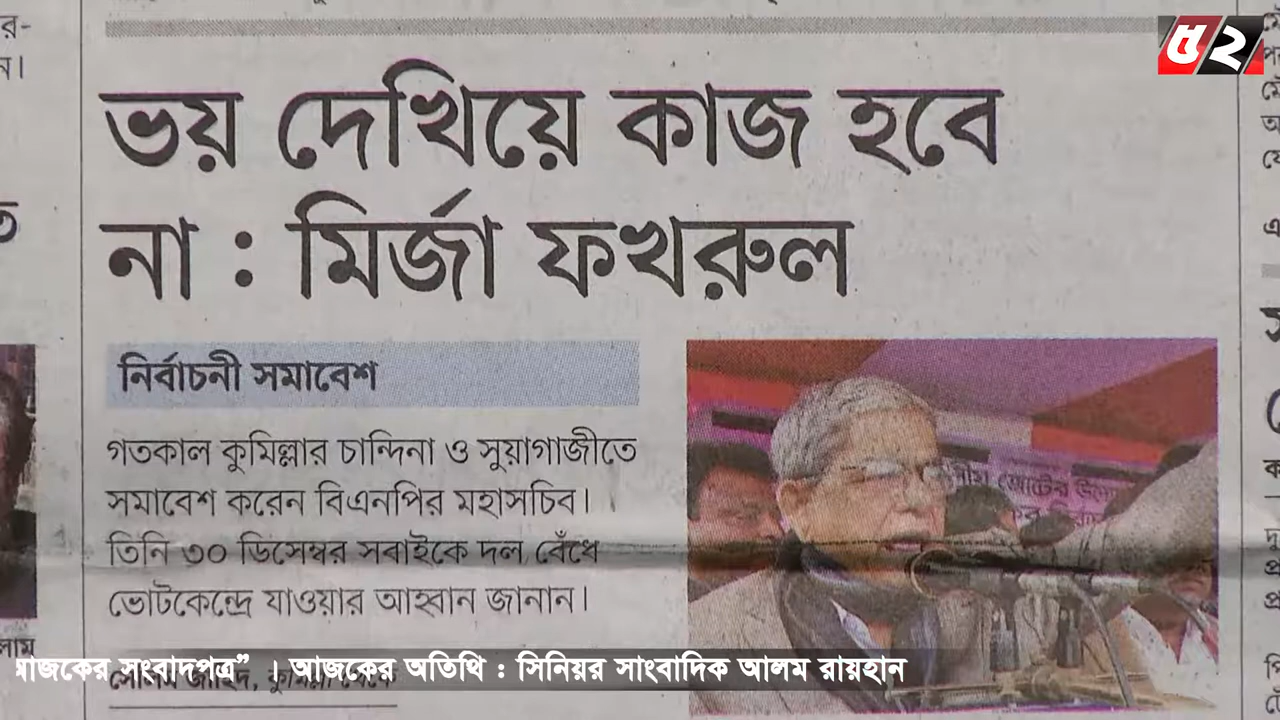 ৫২
ভয় দেখিয়ে কাজ হবে
না : মির্জা ফখরুল
নির্বাচনী সমাবেশ
গতকাল কুমিল্লার চান্দিনা ও সুয়াগাজীতে
সমাবেশ করেন বিএনপির মহাসচিব।
তিনি ৩০ ডিসেম্বর সবাইকে দল বেঁধে
ভোটকেন্দ্রে যাওয়ার আহ্বান জানান।
সংবাদপত্র” । আজকের অতিথি : সিনিয়র সাংবাদিক আলম রায়হান